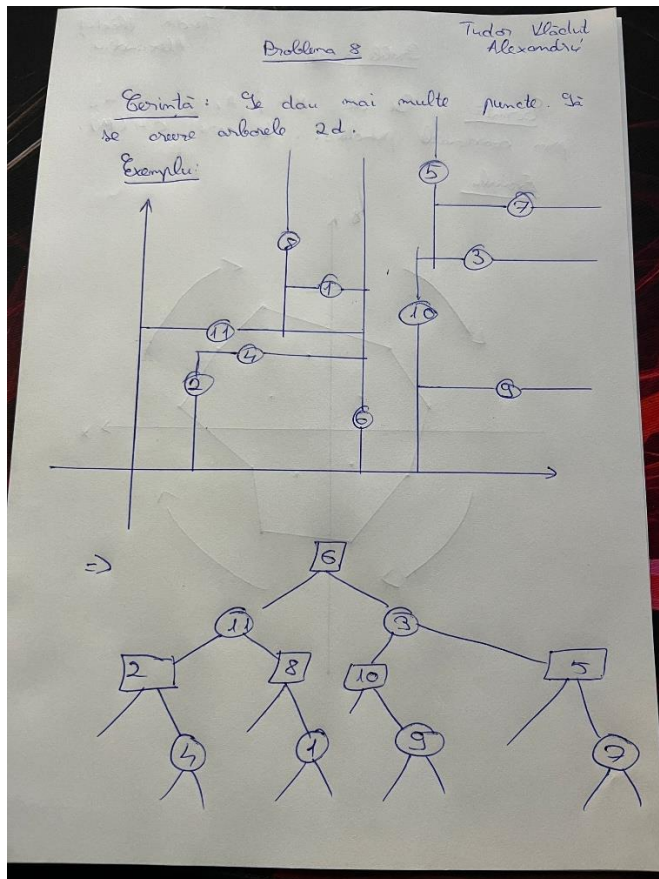 Problema 8
Tudor Vlăduț
Alexandru
Cerință: Se dau mai multe puncte. Să
se creeze arborele 2d.
Exemplu:
5
7
8
3
1
10
11
4
2
9
6
=>
6
11 3
2 8 10 5
4 1 9 7